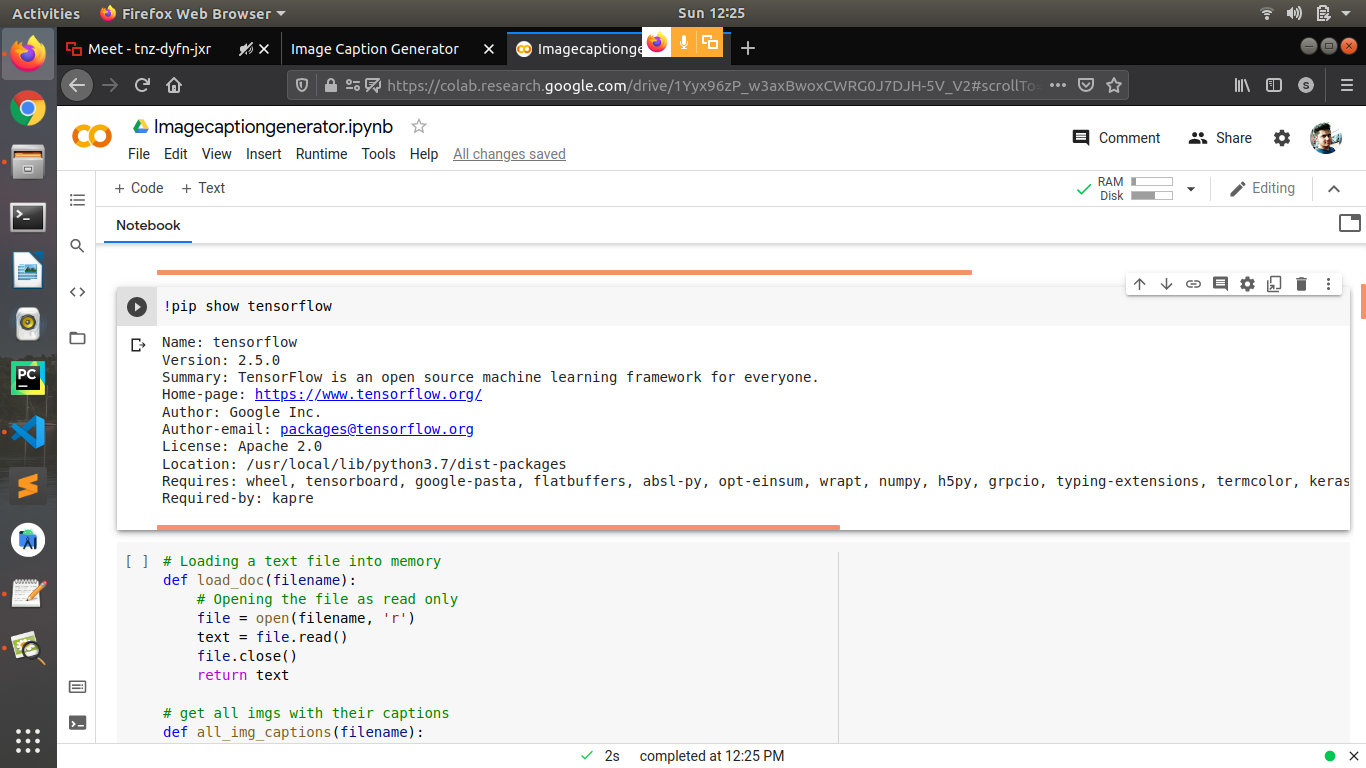 Activities
Firefox Web Browser
Sun 12:25
Meet - tnz-dyfn-jxr
Image Caption Generator
Imagecaptionge
https://colab.research.google.com/drive/1Yyx96zP_w3axBwoxCWRG0J7DJH-5V_V2#scrollTo
S
Imagecaptiongenerator.ipynb
File Edit View Insert Runtime Tools Help All changes saved
Comment
Share
+ Code + Text
RAM
Disk
Editing
Notebook
!pip show tensorflow
Name: tensorflow
Version: 2.5.0
Summary: TensorFlow is an open source machine learning framework for everyone.
Home-page: https://www.tensorflow.org/
Author: Google Inc.
Author-email: packages@tensorflow.org
License: Apache 2.0
Location: /usr/local/lib/python3.7/dist-packages
Requires: wheel, tensorboard, google-pasta, flatbuffers, absl-py, opt-einsum, wrapt, numpy, h5py, grpcio, typing-extensions, termcolor, keras
Required-by: kapre
[ ] # Loading a text file into memory
def load_doc(filename):
    # Opening the file as read only
    file = open(filename, 'r')
    text = file.read()
    file.close()
    return text
# get all imgs with their captions
def all_img_captions(filename):
2s completed at 12:25 PM
PC